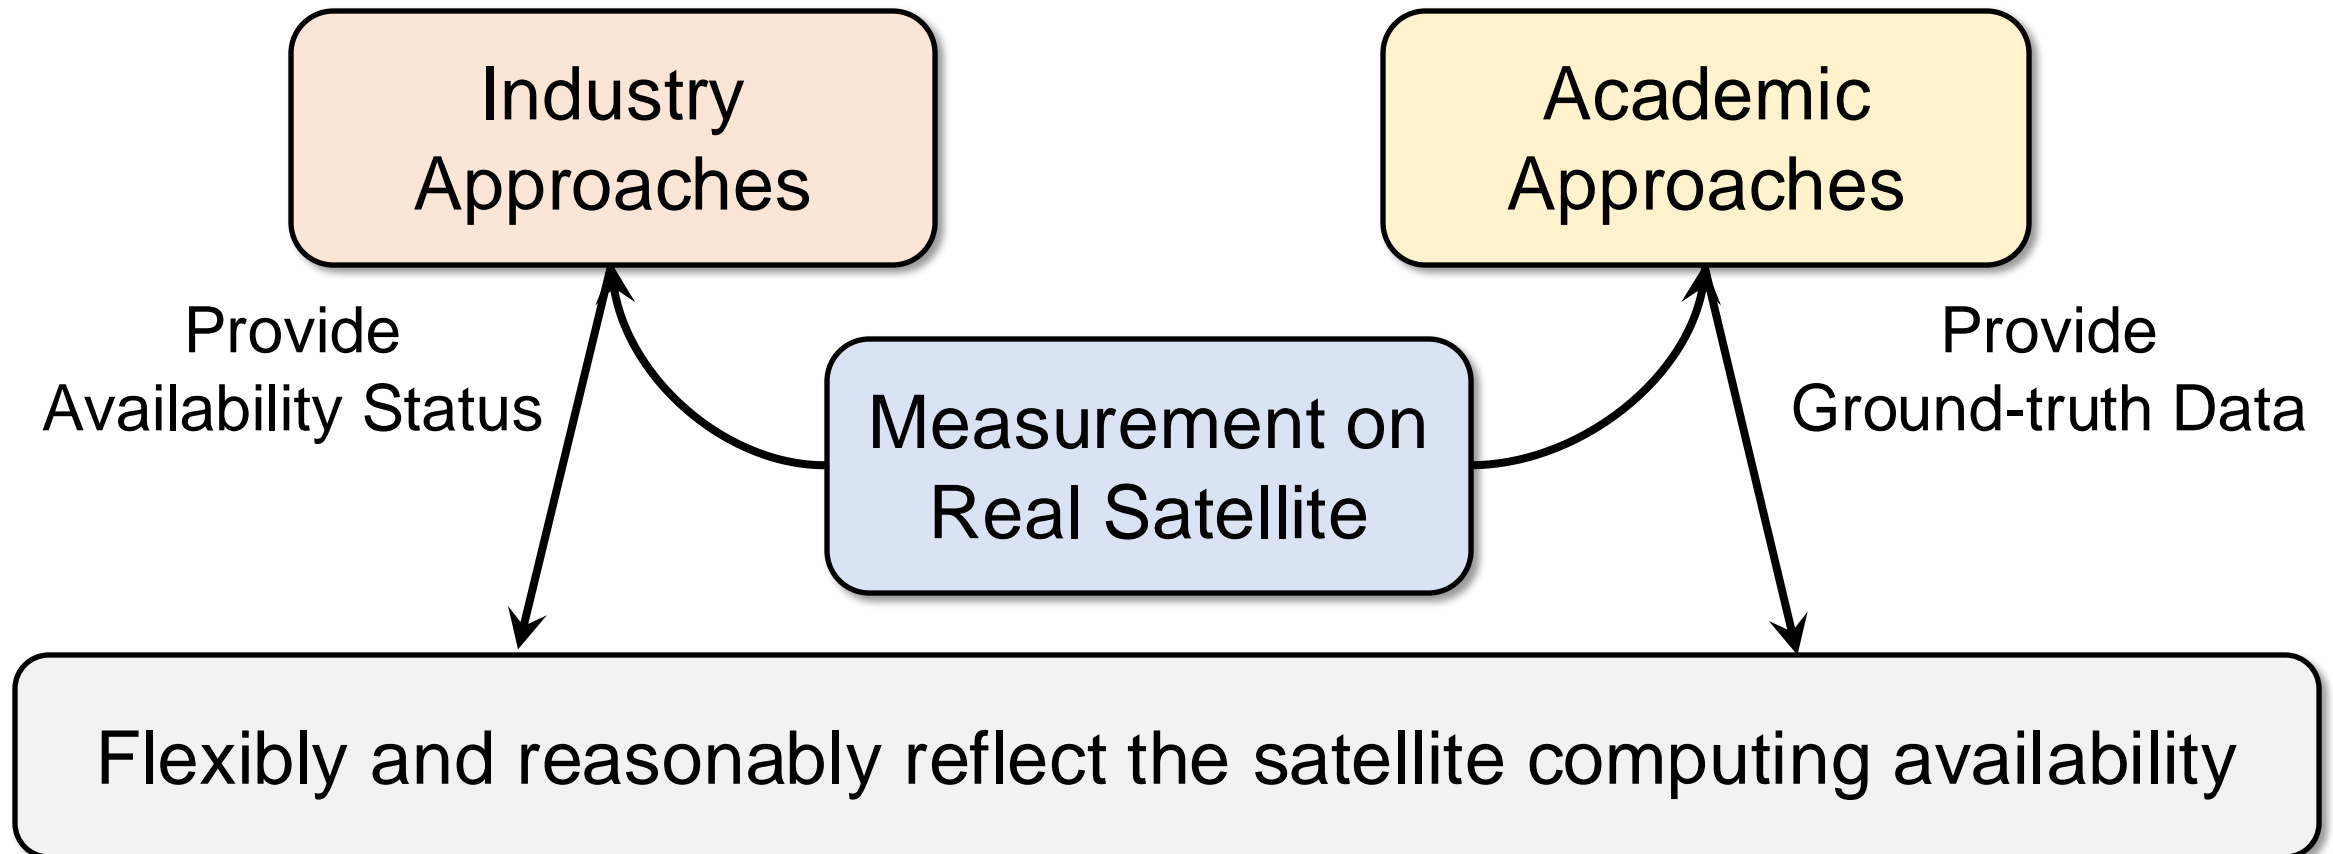 Industry
Approaches
Academic
Approaches
Provide
Availability Status
Measurement on
Real Satellite
Provide
Ground-truth Data
Flexibly and reasonably reflect the satellite computing availability